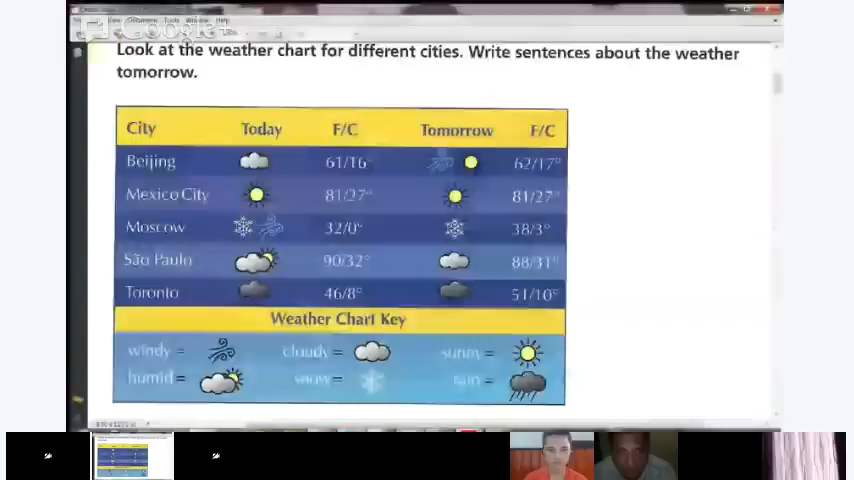 Google+
Look at the weather chart for different cities. Write sentences about the weather
tomorrow.
City Today F/C Tomorrow F/C
Beijing 61/16° 62/17°
Mexico City 81/27° 81/27°
Moscow 32/0° 38/3°
São Paulo 90/32° 88/31°
Toronto 46/8° 51/10°
Weather Chart Key
windy = cloudy = sunny =
humid = snow = rain =